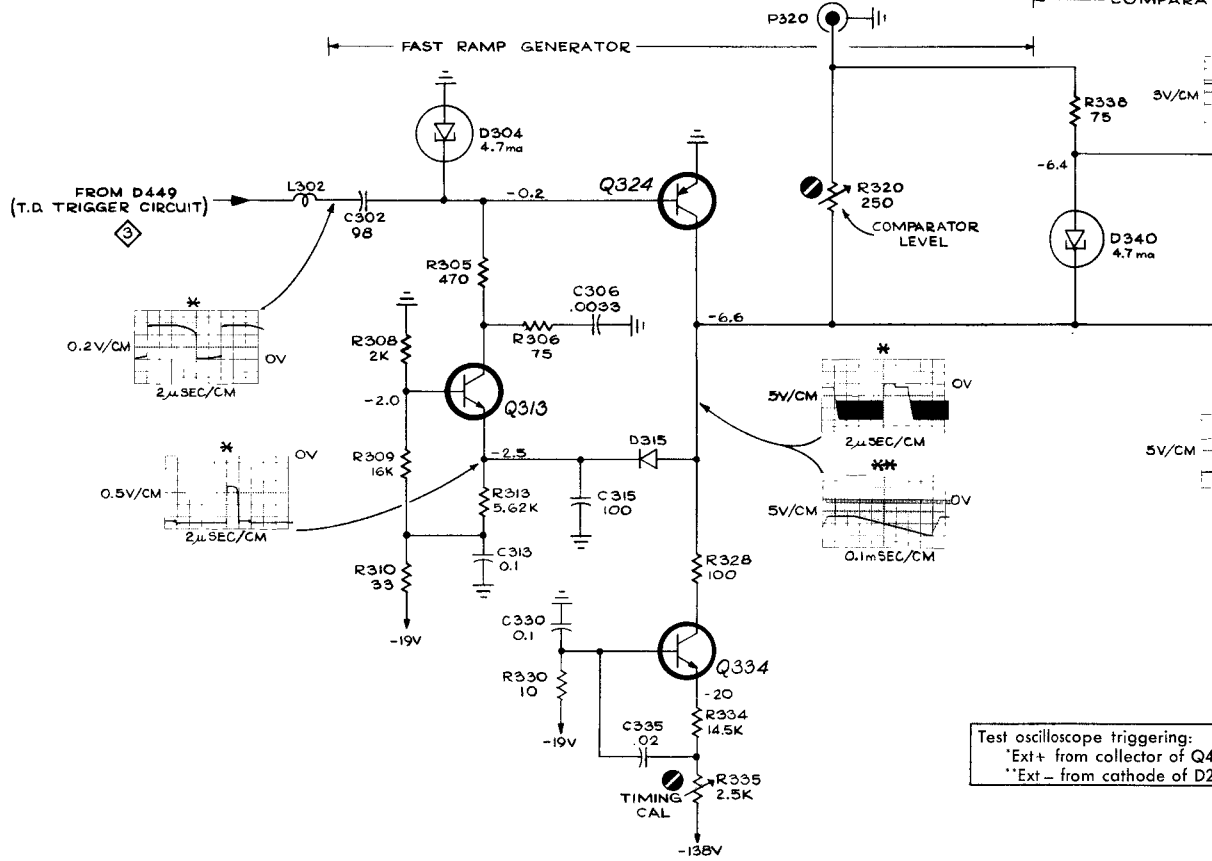 COMPARA
P320
FAST RAMP GENERATOR
R338
75
3V/CM
D304
4.7ma
-6.4
FROM D449
(T.D. TRIGGER CIRCUIT)
3
L302
C302
98
-0.2
Q324
R320
250
COMPARATOR
LEVEL
D340
4.7ma
R305
470
C306
.0033
R306
75
-6.6
*
0.2V/CM
0V
2μSEC/CM
R308
2K
-2.0
Q313
*
5V/CM
0V
2μSEC/CM
**
5V/CM
0V
0.1mSEC/CM
5V/CM
*
0.5V/CM
0V
2μSEC/CM
R309
16K
-2.5
D315
R313
5.62K
C315
100
R310
33
C313
0.1
-19V
R328
100
C330
0.1
R330
10
-19V
Q334
-20
R334
14.5K
C335
.02
TIMING
CAL
R335
2.5K
-138V
Test oscilloscope triggering:
*Ext+ from collector of Q4
**Ext – from cathode of D2